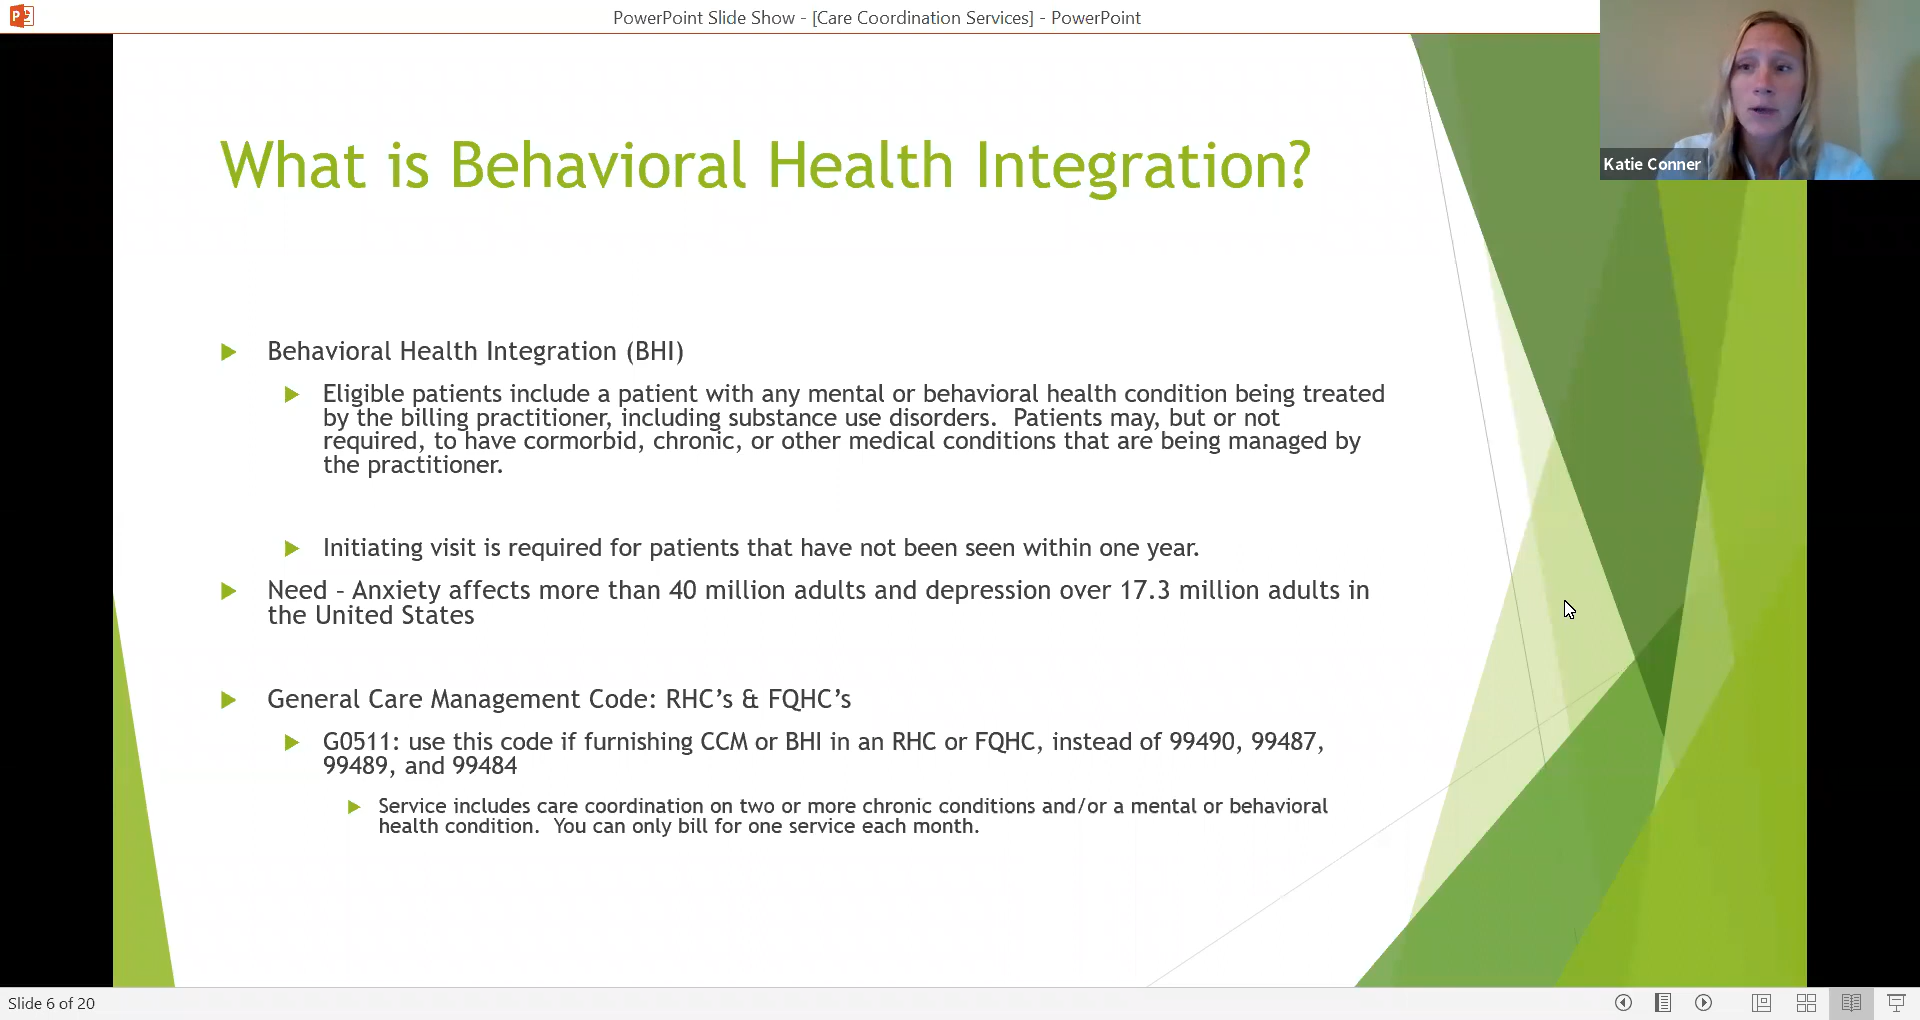 PowerPoint Slide Show - [Care Coordination Services] - PowerPoint
Katie Conner
What is Behavioral Health Integration?
Behavioral Health Integration (BHI)
Eligible patients include a patient with any mental or behavioral health condition being treated
by the billing practitioner, including substance use disorders.  Patients may, but or not
required, to have cormorbid, chronic, or other medical conditions that are being managed by
the practitioner.
Initiating visit is required for patients that have not been seen within one year.
Need – Anxiety affects more than 40 million adults and depression over 17.3 million adults in
the United States
General Care Management Code: RHC’s & FQHC’s
G0511: use this code if furnishing CCM or BHI in an RHC or FQHC, instead of 99490, 99487,
99489, and 99484
Service includes care coordination on two or more chronic conditions and/or a mental or behavioral
health condition.  You can only bill for one service each month.
Slide 6 of 20